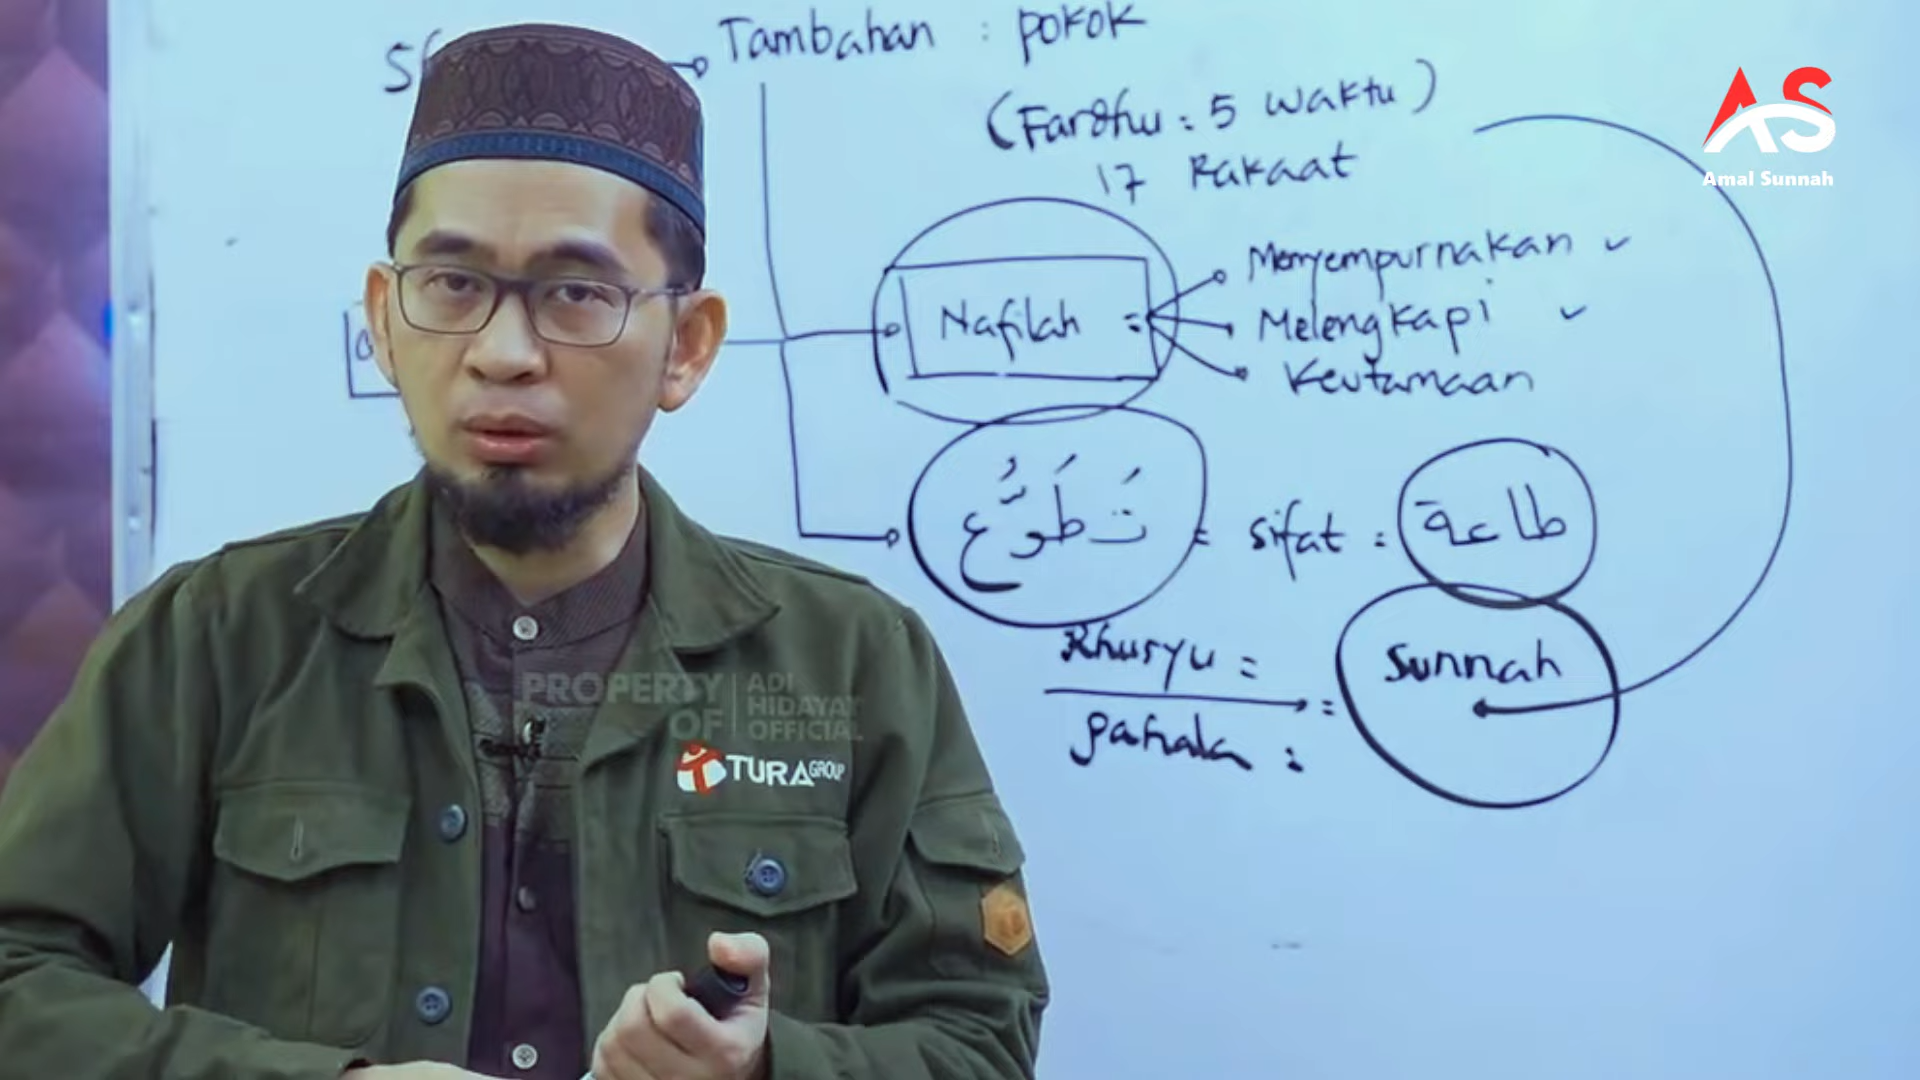 Tambahan : pokok
(Fardhu : 5 waktu)
17 Rakaat
AS
Amal Sunnah
Menyempurnakan ✓
Nafilah =
Melengkapi ✓
Keutamaan
تَطَوُّع = sifat = طاعة
Khusyu =
Sunnah
pahala :
PROPERTY OF | ADI HIDAYAT OFFICIAL
TURA GROUP